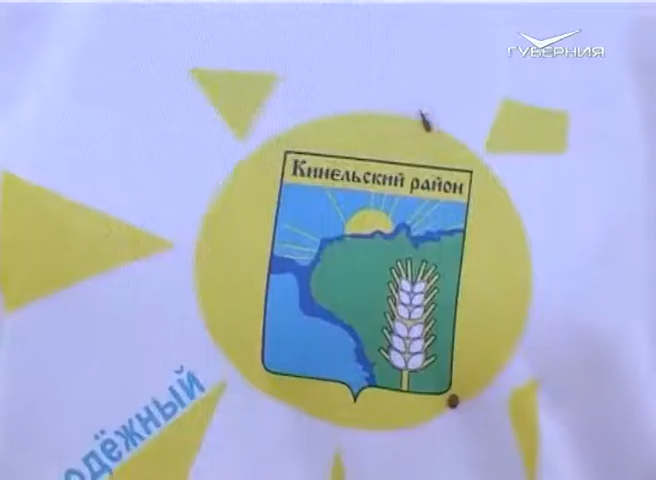 ГУБЕРНИЯ
Кинельский район
одёжный